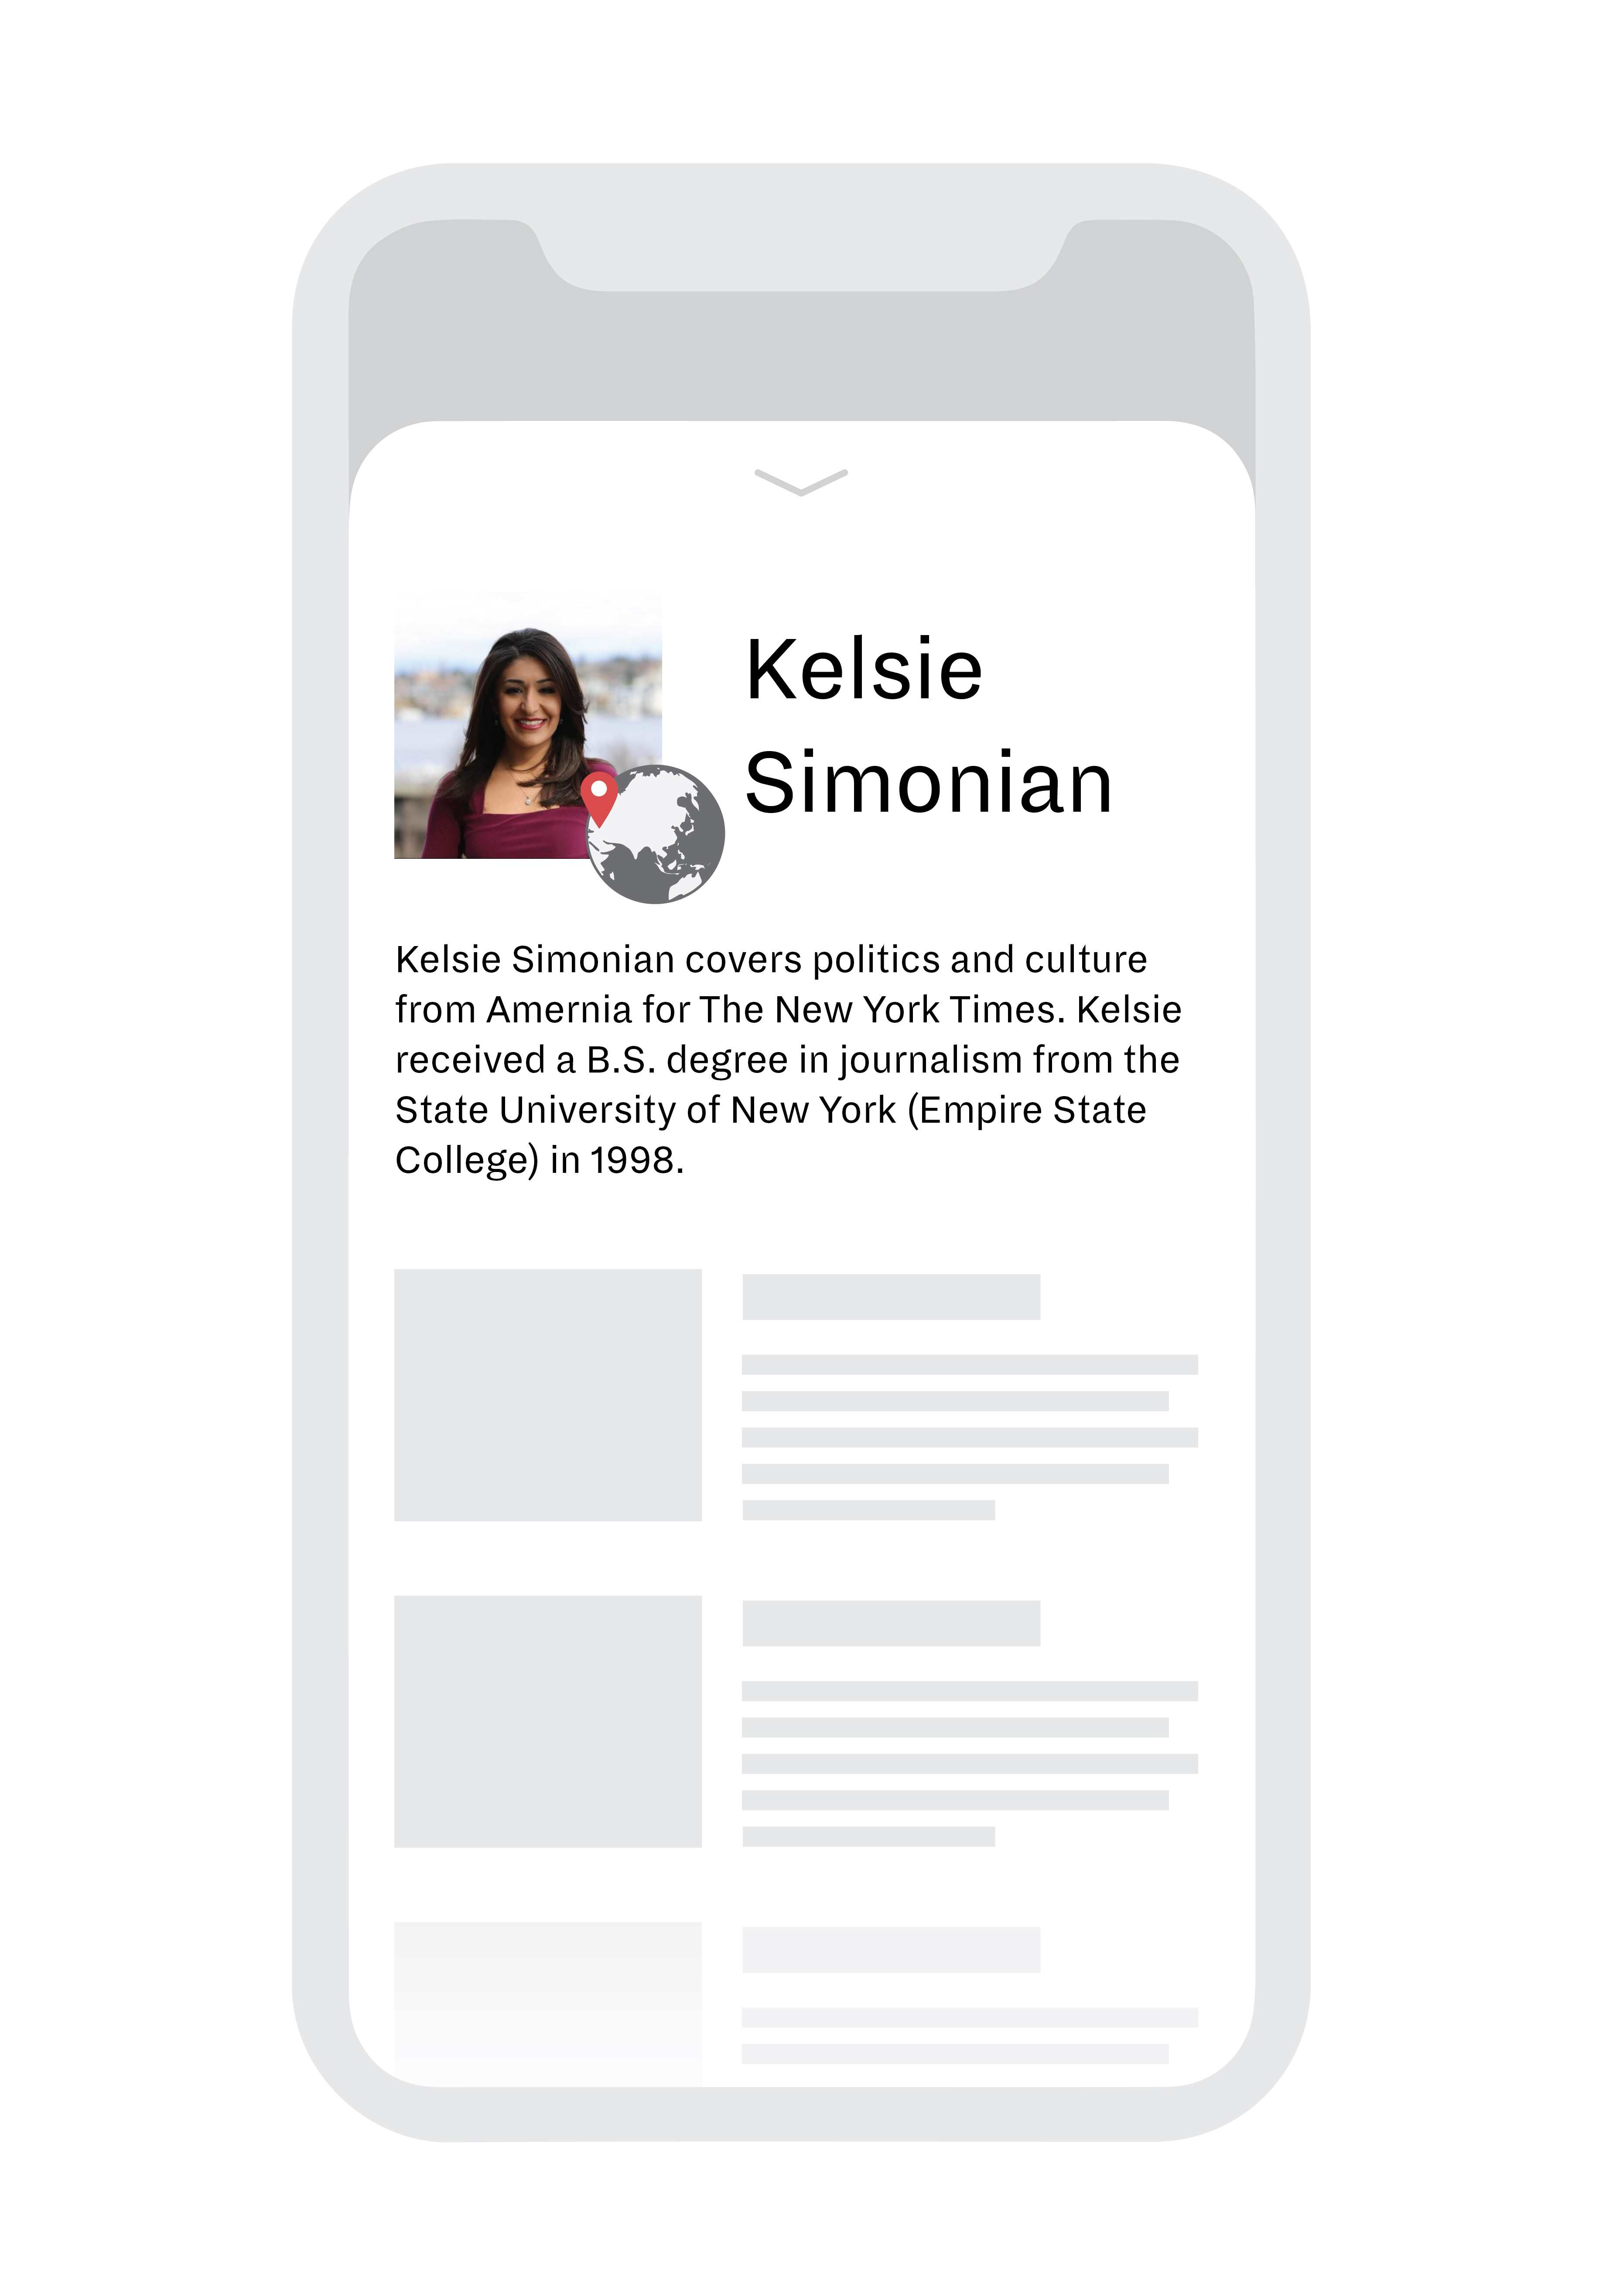 Kelsie
Simonian
Kelsie Simonian covers politics and culture
from Amernia for The New York Times. Kelsie
received a B.S. degree in journalism from the
State University of New York (Empire State
College) in 1998.